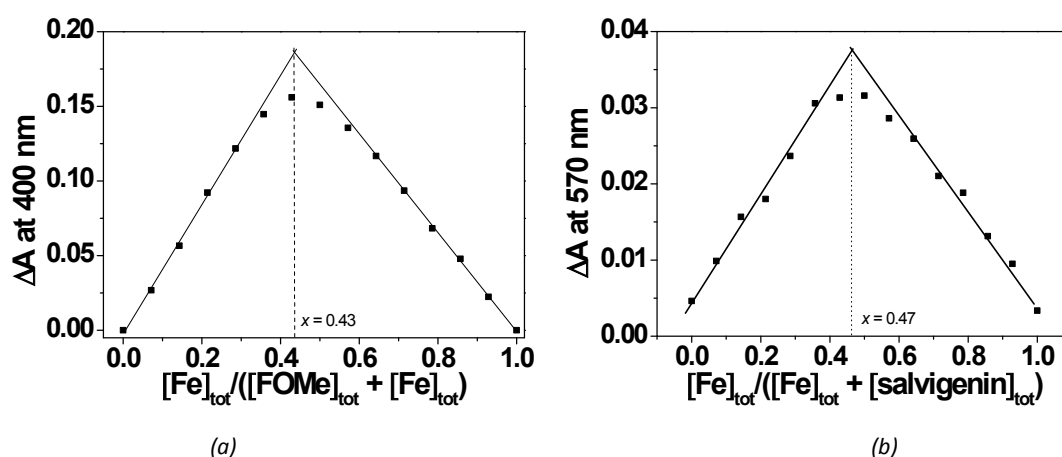 0.20
0.15
0.10
0.05
0.00
ΔA at 400 nm
x = 0.43
0.0 0.2 0.4 0.6 0.8 1.0
[Fe]tot/([FOMe]tot + [Fe]tot)
(a)
0.04
0.03
0.02
0.01
0.00
ΔA at 570 nm
x = 0.47
0.0 0.2 0.4 0.6 0.8 1.0
[Fe]tot/([Fe]tot + [salvigenin]tot)
(b)